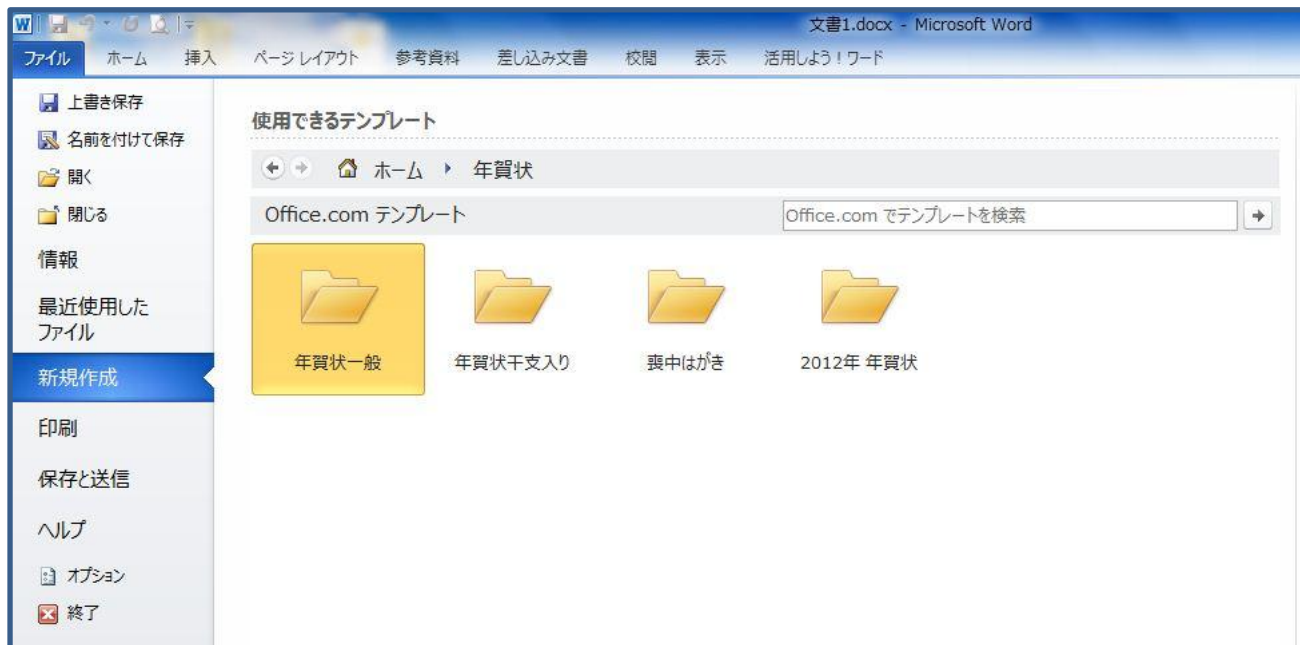 文書1.docx - Microsoft Word
ファイル ホーム 挿入 ページ レイアウト 参考資料 差し込み文書 校閲 表示 活用しよう！ワード
上書き保存
名前を付けて保存
開く
閉じる
情報
最近使用した
ファイル
新規作成
印刷
保存と送信
ヘルプ
オプション
終了
使用できるテンプレート
ホーム 年賀状
Office.com テンプレート Office.com でテンプレートを検索
年賀状一般 年賀状干支入り 喪中はがき 2012年 年賀状